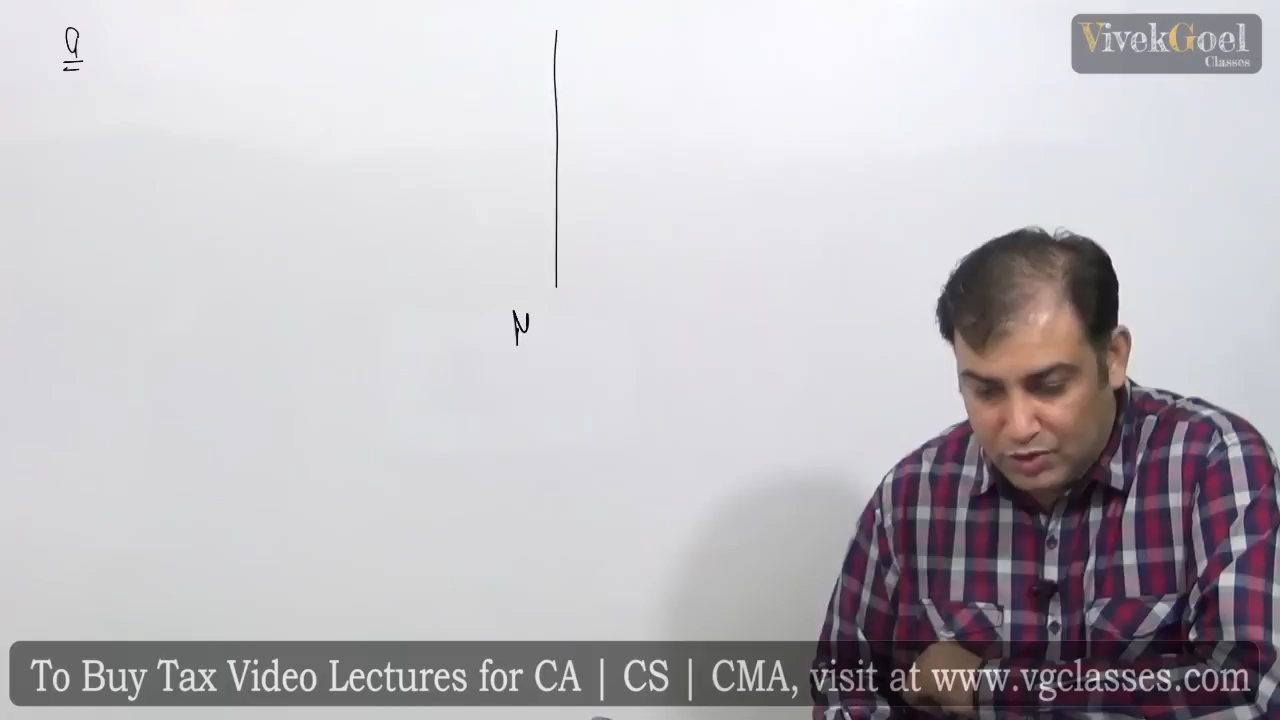 Q
VivekGoel
Classes
N
To Buy Tax Video Lectures for CA | CS | CMA, visit at www.vgclasses.com